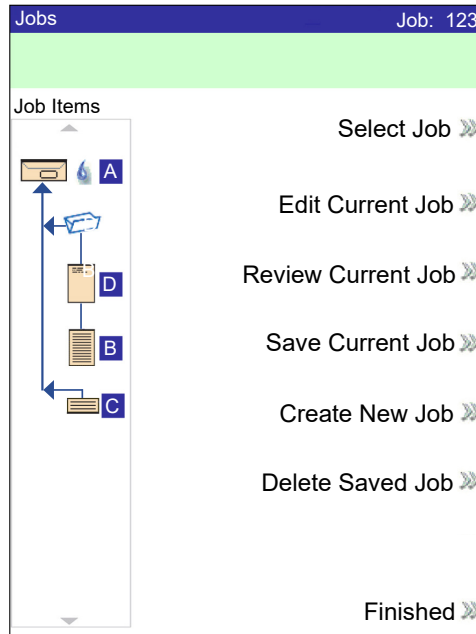 Jobs
Job: 123
Job Items
A
D
B
C
Select Job
Edit Current Job
Review Current Job
Save Current Job
Create New Job
Delete Saved Job
Finished